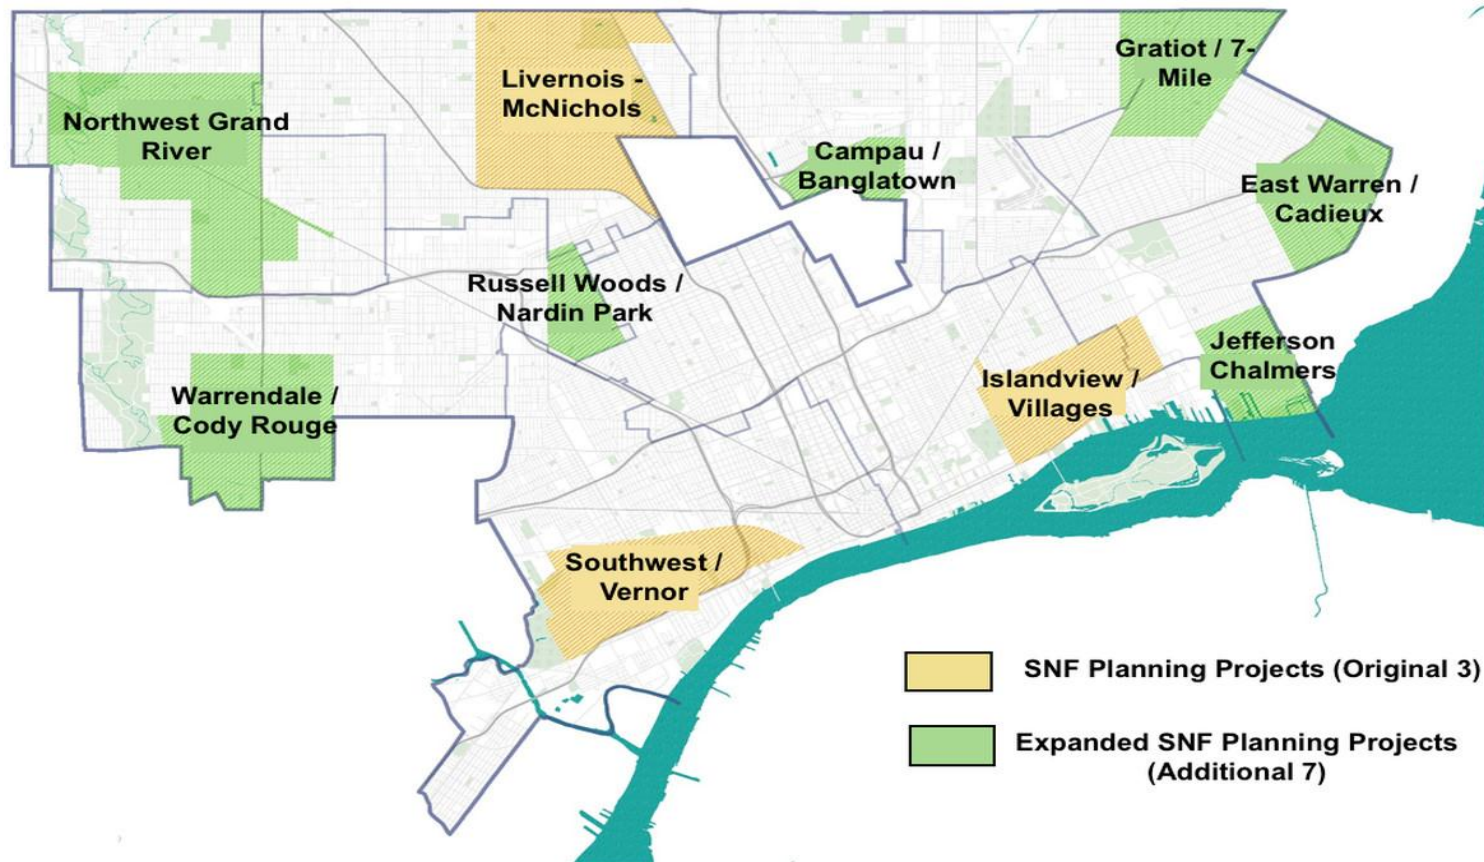 Gratiot / 7-
Mile
Livernois -
McNichols
Northwest Grand
River
Campau /
Banglatown
East Warren /
Cadieux
Russell Woods /
Nardin Park
Jefferson
Chalmers
Islandview /
Villages
Warrendale /
Cody Rouge
Southwest /
Vernor
SNF Planning Projects (Original 3)
Expanded SNF Planning Projects
(Additional 7)